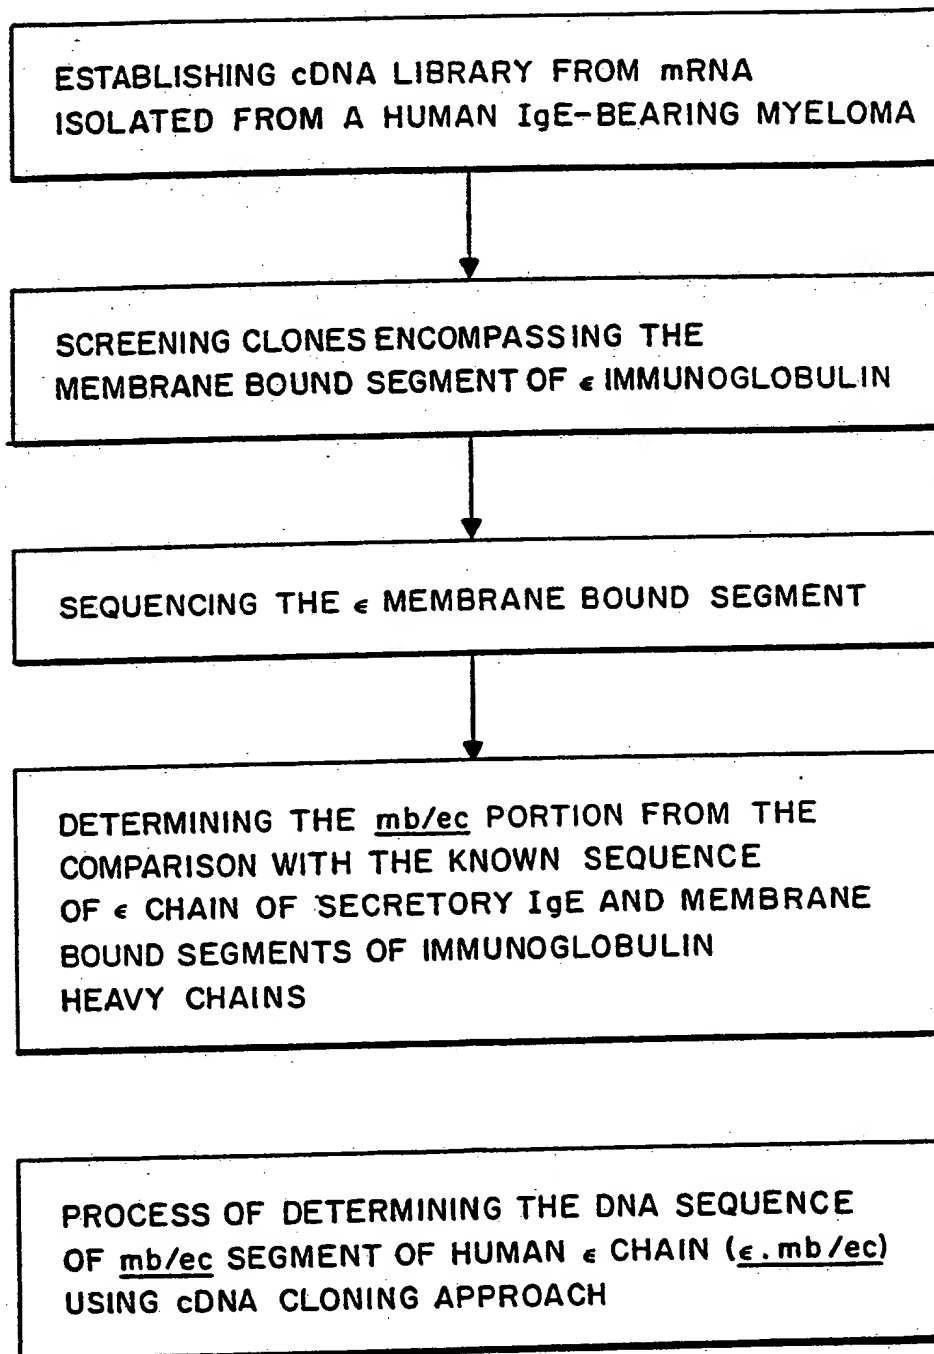 ESTABLISHING cDNA LIBRARY FROM mRNA
ISOLATED FROM A HUMAN IgE-BEARING MYELOMA
SCREENING CLONES ENCOMPASSING THE
MEMBRANE BOUND SEGMENT OF ϵ IMMUNOGLOBULIN
SEQUENCING THE ϵ MEMBRANE BOUND SEGMENT
DETERMINING THE mb/ec PORTION FROM THE
COMPARISON WITH THE KNOWN SEQUENCE
OF ϵ CHAIN OF SECRETORY IgE AND MEMBRANE
BOUND SEGMENTS OF IMMUNOGLOBULIN
HEAVY CHAINS
PROCESS OF DETERMINING THE DNA SEQUENCE
OF mb/ec SEGMENT OF HUMAN ϵ CHAIN (ϵ.mb/ec)
USING cDNA CLONING APPROACH